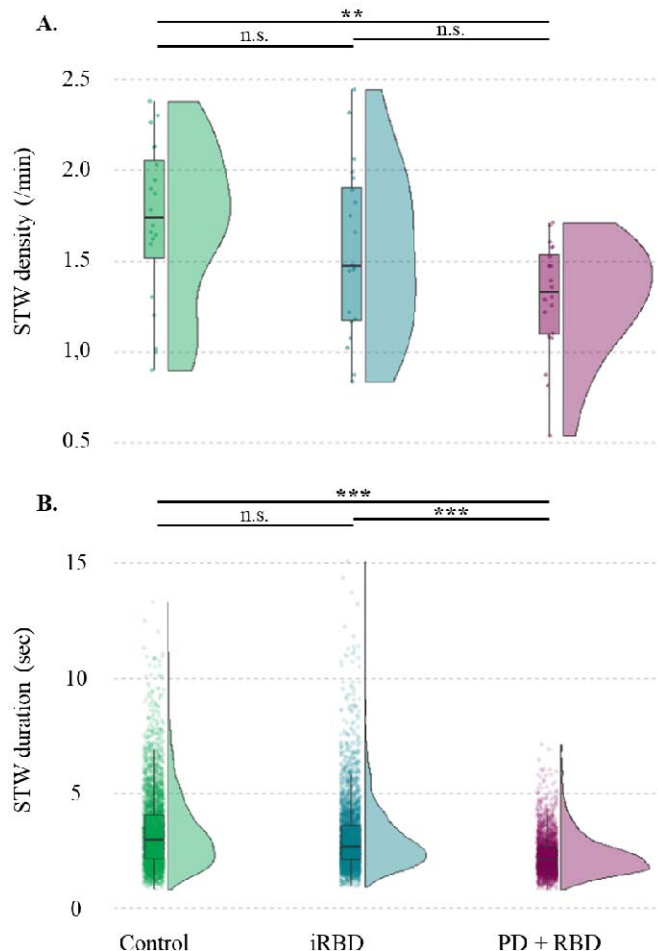 A.
**
n.s.
n.s.
STW density (/min)
2.5
2.0
1.5
1.0
0.5
B.
***
n.s.
***
STW duration (sec)
15
10
5
0
Control iRBD PD + RBD